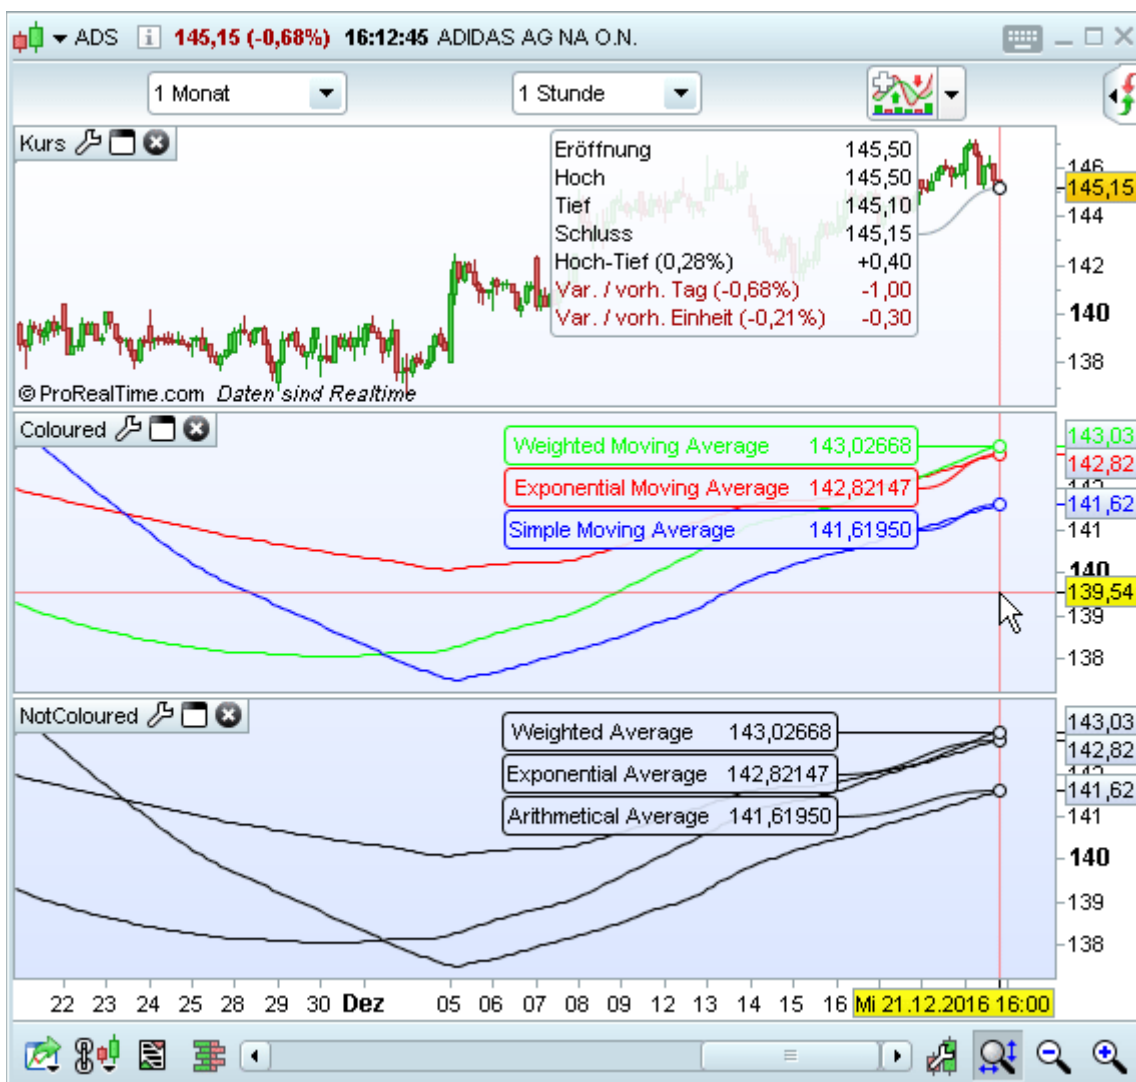 ADS 145,15 (-0,68%) 16:12:45 ADIDAS AG NA O.N.
1 Monat 1 Stunde
Kurs
Eröffnung 145,50
Hoch 145,50
Tief 145,10
Schluss 145,15
Hoch-Tief (0,28%) +0,40
Var. / vorh. Tag (-0,68%) -1,00
Var. / vorh. Einheit (-0,21%) -0,30
146
145,15
144
142
140
138
© ProRealTime.com Daten sind Realtime
Coloured
Weighted Moving Average 143,02668
Exponential Moving Average 142,82147
Simple Moving Average 141,61950
143,03
142,82
141,62
141
140
139,54
139
138
NotColoured
Weighted Average 143,02668
Exponential Average 142,82147
Arithmetical Average 141,61950
143,03
142,82
141,62
141
140
139
138
22 23 24 25 28 29 30 Dez 05 06 07 08 09 12 13 14 15 16 Mi 21.12.2016 16:00